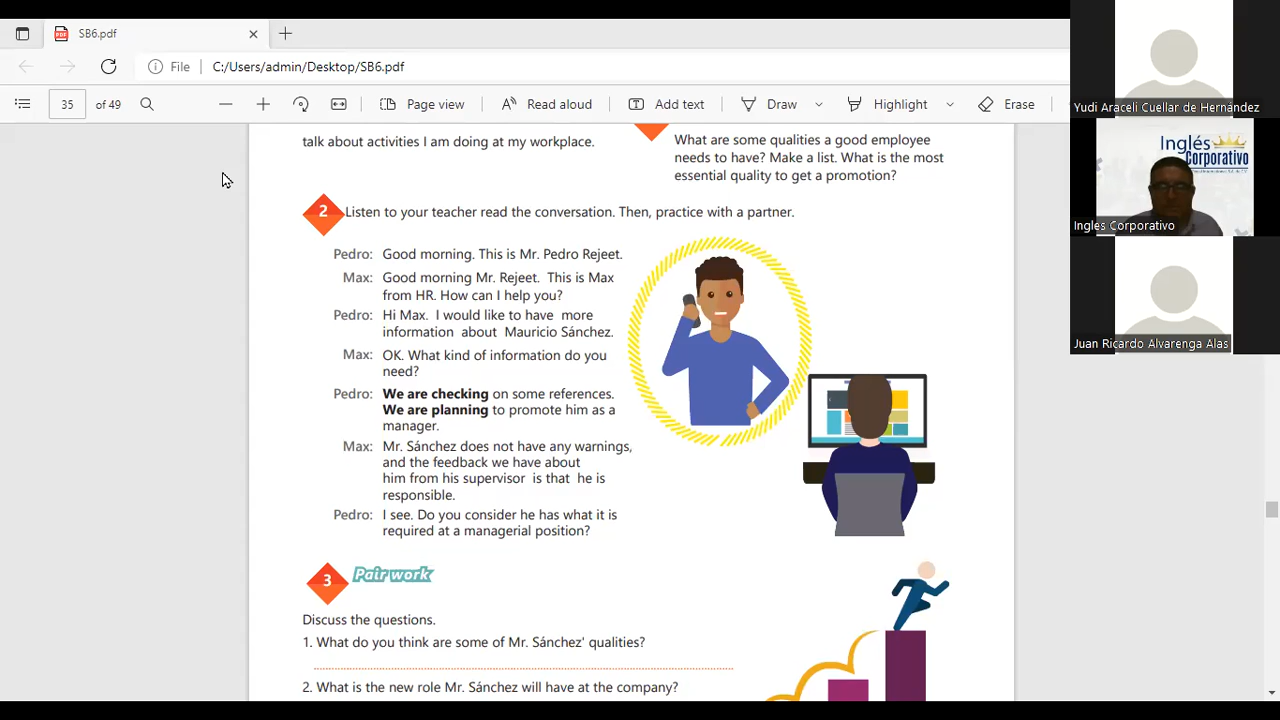 SB6.pdf
File C:/Users/admin/Desktop/SB6.pdf
35 of 49 Page view Read aloud Add text Draw Highlight Erase
talk about activities I am doing at my workplace.
What are some qualities a good employee
needs to have? Make a list. What is the most
essential quality to get a promotion?
2 Listen to your teacher read the conversation. Then, practice with a partner.
Pedro: Good morning. This is Mr. Pedro Rejeet.
Max: Good morning Mr. Rejeet. This is Max
from HR. How can I help you?
Pedro: Hi Max. I would like to have more
information about Mauricio Sánchez.
Max: OK. What kind of information do you
need?
Pedro: We are checking on some references.
We are planning to promote him as a
manager.
Max: Mr. Sánchez does not have any warnings,
and the feedback we have about
him from his supervisor is that he is
responsible.
Pedro: I see. Do you consider he has what it is
required at a managerial position?
3 Pair work
Discuss the questions.
1. What do you think are some of Mr. Sánchez' qualities?
2. What is the new role Mr. Sánchez will have at the company?
Yudi Araceli Cuellar de Hernández
Inglés
Corporativo
Ingles Corporativo
Juan Ricardo Alvarenga Alas